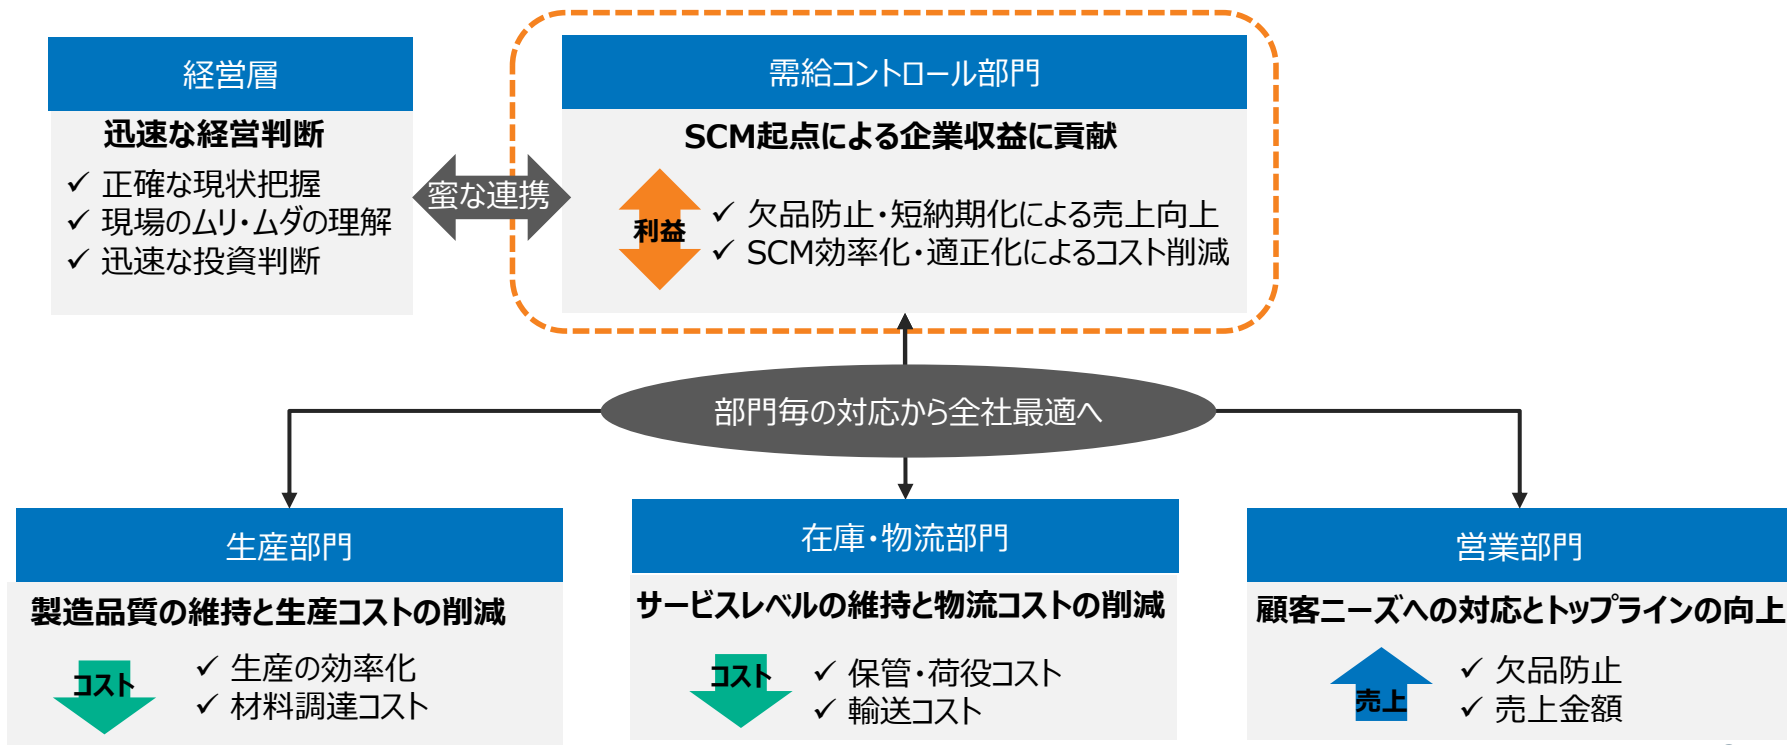 経営層
迅速な経営判断
✓ 正確な現状把握
✓ 現場のムリ・ムダの理解
✓ 迅速な投資判断
蜜な連携
需給コントロール部門
SCM起点による企業収益に貢献
利益
✓ 欠品防止・短納期化による売上向上
✓ SCM効率化・適正化によるコスト削減
部門毎の対応から全社最適へ
生産部門
製造品質の維持と生産コストの削減
コスト
✓ 生産の効率化
✓ 材料調達コスト
在庫・物流部門
サービスレベルの維持と物流コストの削減
コスト
✓ 保管・荷役コスト
✓ 輸送コスト
営業部門
顧客ニーズへの対応とトップラインの向上
売上
✓ 欠品防止
✓ 売上金額